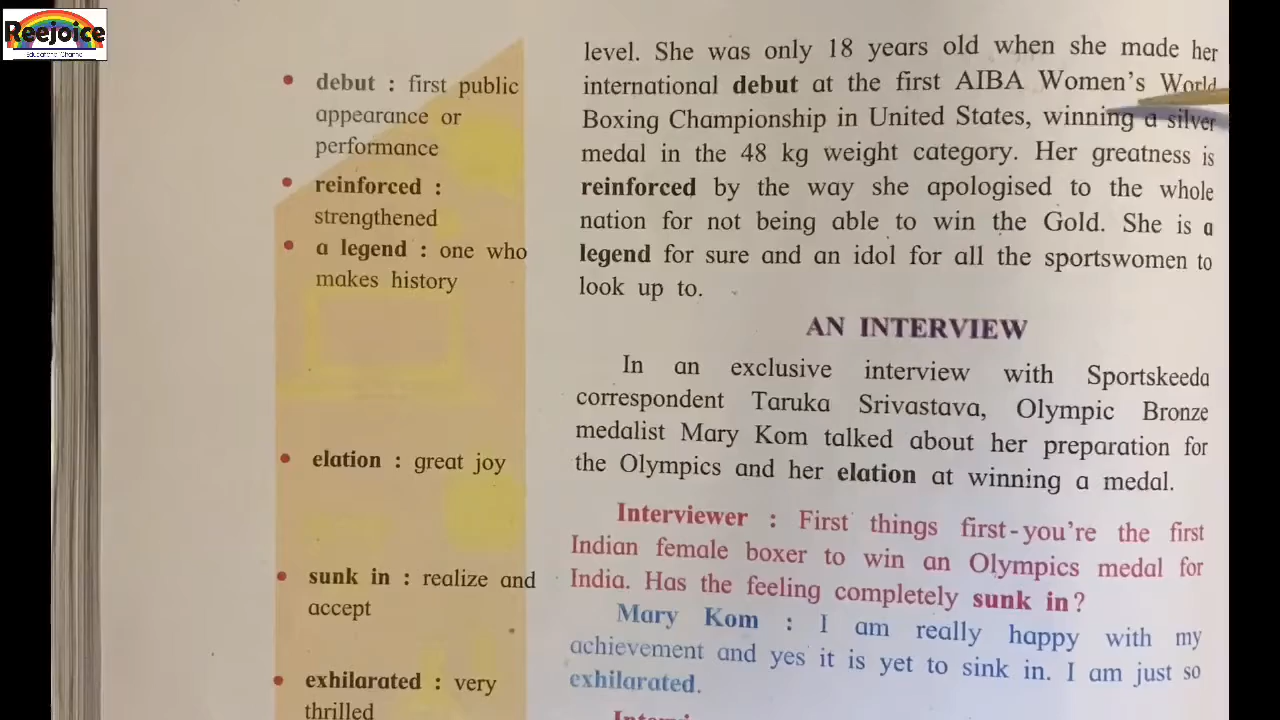 Reejoice
Educational Channel
• debut : first public
appearance or
performance
• reinforced :
strengthened
• a legend : one who
makes history
• elation : great joy
• sunk in : realize and
accept
• exhilarated : very
thrilled
level. She was only 18 years old when she made her
international debut at the first AIBA Women's World
Boxing Championship in United States, winning a silver
medal in the 48 kg weight category. Her greatness is
reinforced by the way she apologised to the whole
nation for not being able to win the Gold. She is a
legend for sure and an idol for all the sportswomen to
look up to.
AN INTERVIEW
In an exclusive interview with Sportskeeda
correspondent Taruka Srivastava, Olympic Bronze
medalist Mary Kom talked about her preparation for
the Olympics and her elation at winning a medal.
Interviewer : First things first-you're the first
Indian female boxer to win an Olympics medal for
India. Has the feeling completely sunk in?
Mary Kom : I am really happy with my
achievement and yes it is yet to sink in. I am just so
exhilarated.